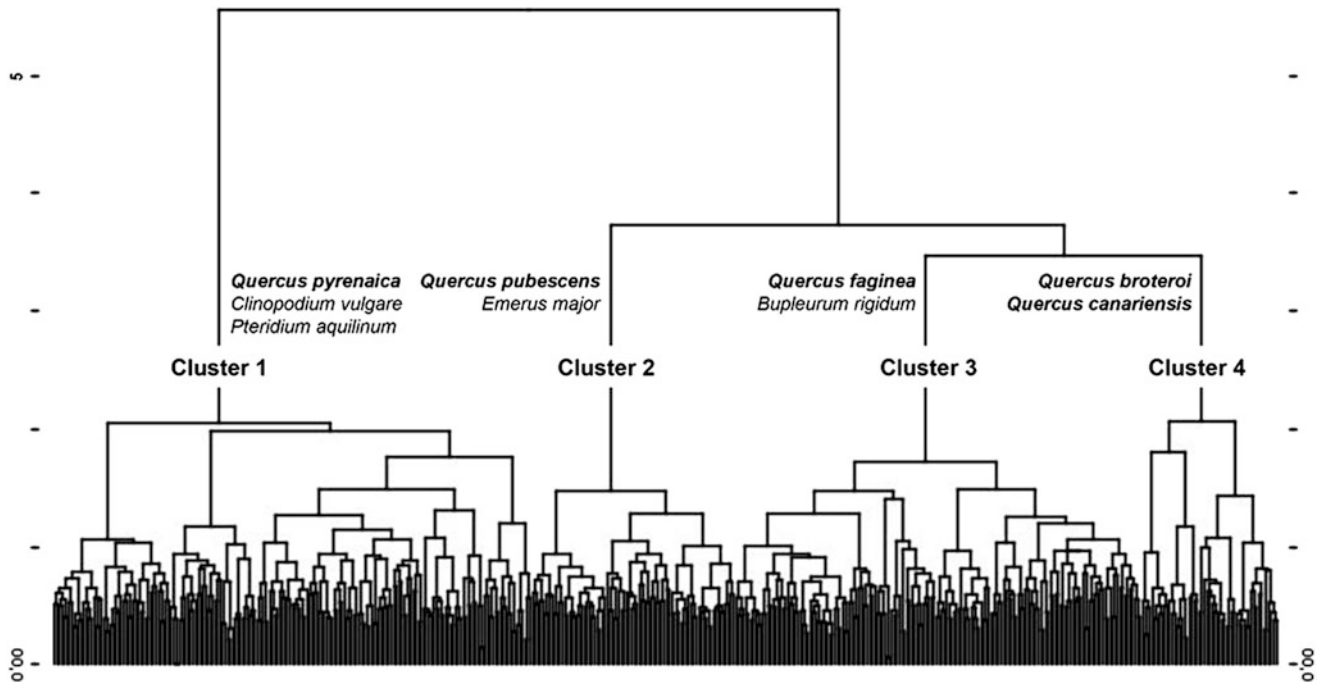 5
Quercus pyrenaica
Clinopodium vulgare
Pteridium aquilinum
Quercus pubescens
Emerus major
Quercus faginea
Bupleurum rigidum
Quercus broteroi
Quercus canariensis
Cluster 1
Cluster 2
Cluster 3
Cluster 4
0.00
0.00